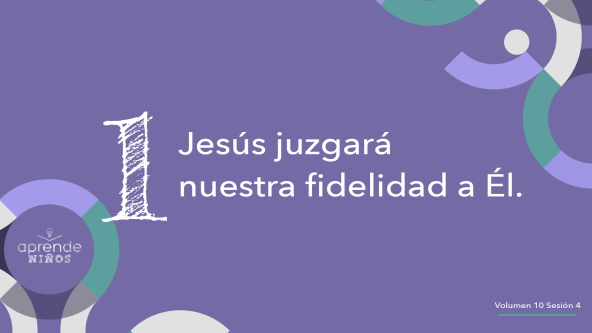 1
Jesús juzgará
nuestra fidelidad a Él.
aprende
NIÑOS
Volumen 10 Sesión 4